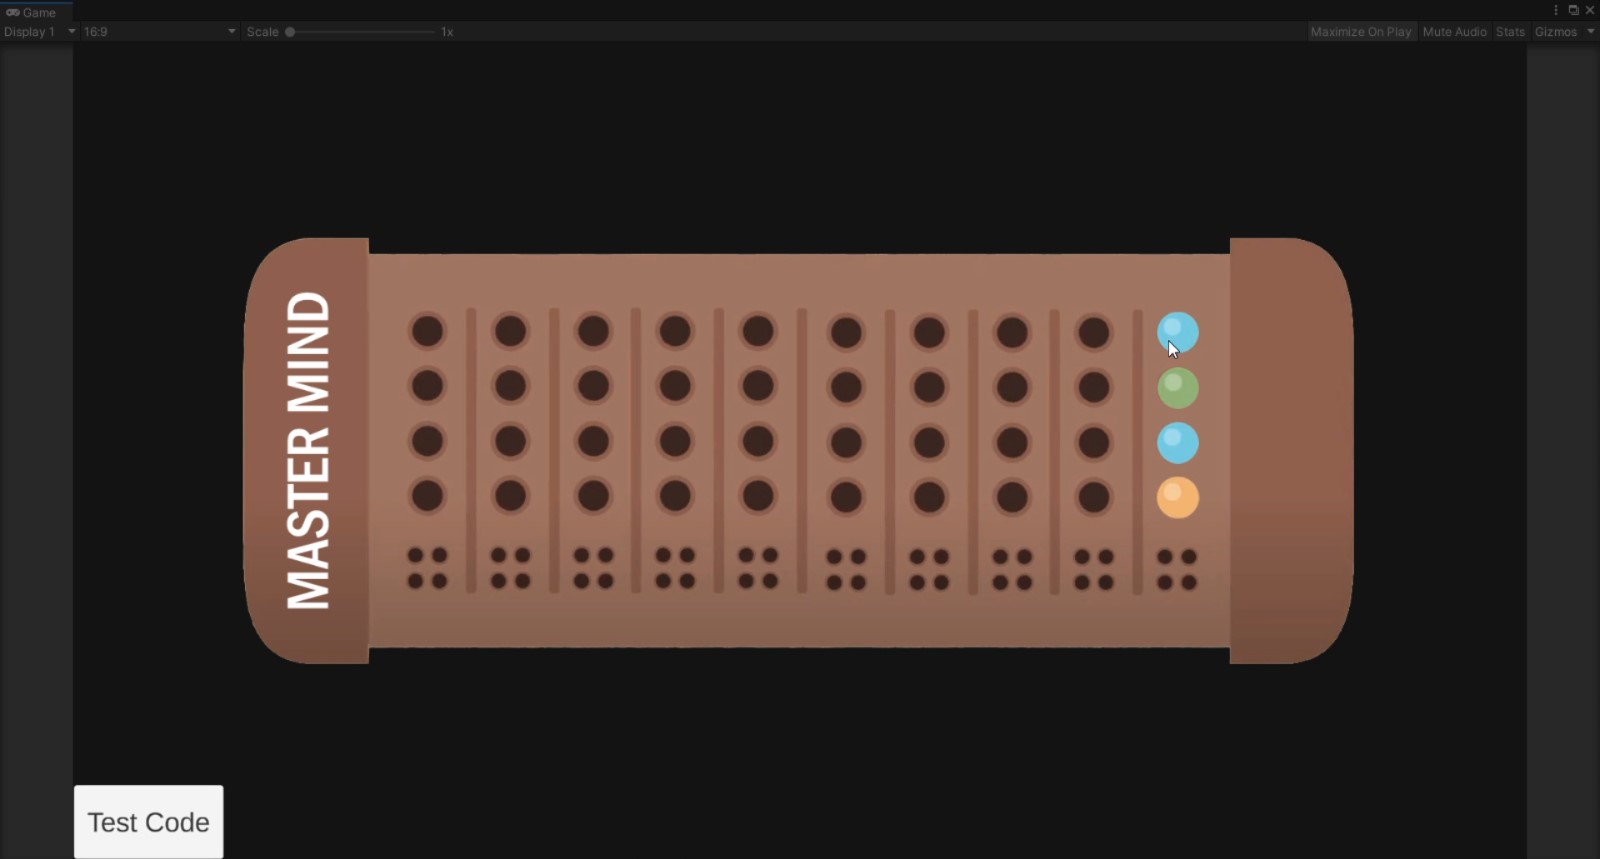 Game
Display 1
16:9
Scale
1x
Maximize On Play
Mute Audio
Stats
Gizmos
MASTER MIND
Test Code